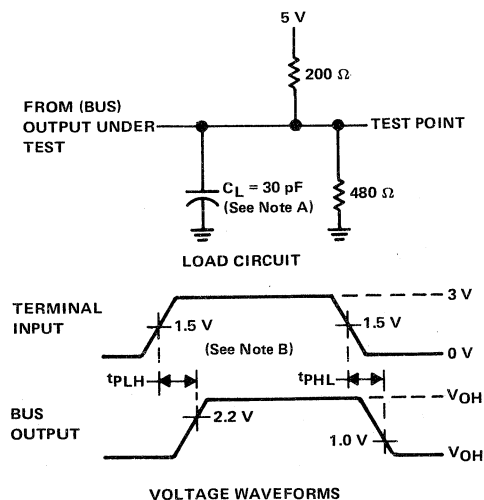 5 V
200 Ω
FROM (BUS)
OUTPUT UNDER
TEST
TEST POINT
CL = 30 pF
(See Note A)
480 Ω
LOAD CIRCUIT
TERMINAL
INPUT
1.5 V
1.5 V
3 V
0 V
(See Note B)
tPLH
tPHL
BUS
OUTPUT
2.2 V
1.0 V
VOH
VOH
VOLTAGE WAVEFORMS